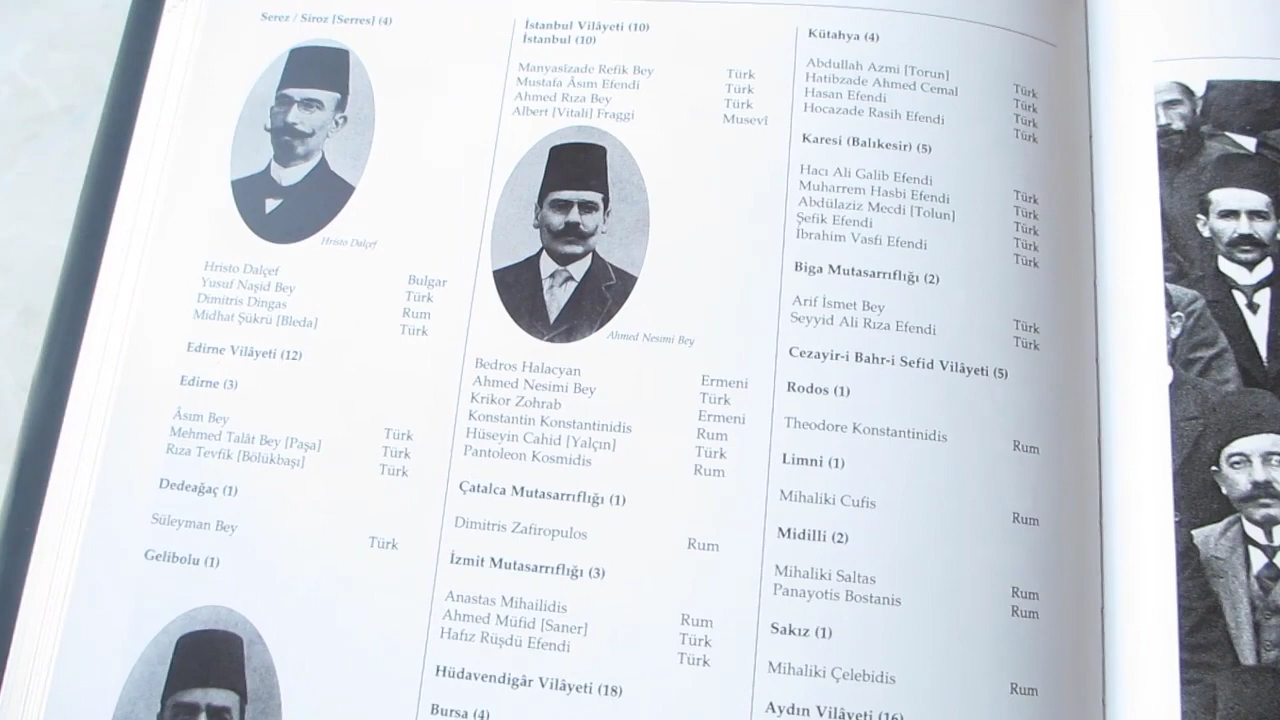 Serez / Siroz [Serres] (4)
Hristo Dalçef
Hristo Dalçef Bulgar
Yusuf Naşid Bey Türk
Dimitris Dingas Rum
Midhat Şükrü [Bleda] Türk
Edirne Vilâyeti (12)
Edirne (3)
Âsım Bey Türk
Mehmed Talât Bey [Paşa] Türk
Rıza Tevfik [Bölükbaşı] Türk
Dedeağaç (1)
Süleyman Bey Türk
Gelibolu (1)
İstanbul Vilâyeti (10)
İstanbul (10)
Manyasîzade Refik Bey Türk
Mustafa Âsım Efendi Türk
Ahmed Rıza Bey Türk
Albert [Vitali] Fraggi Musevî
Ahmed Nesimi Bey
Bedros Halacyan Ermeni
Ahmed Nesimi Bey Türk
Krikor Zohrab Ermeni
Konstantin Konstantinidis Rum
Hüseyin Cahid [Yalçın] Türk
Pantoleon Kosmidis Rum
Çatalca Mutasarrıflığı (1)
Dimitris Zafiropulos Rum
İzmit Mutasarrıflığı (3)
Anastas Mihailidis Rum
Ahmed Müfid [Saner] Türk
Hafız Rüşdü Efendi Türk
Hüdavendigâr Vilâyeti (18)
Bursa (4)
Kütahya (4)
Abdullah Azmi [Torun] Türk
Hatibzade Ahmed Cemal Türk
Hasan Efendi Türk
Hocazade Rasih Efendi Türk
Karesi (Balıkesir) (5)
Hacı Ali Galib Efendi Türk
Muharrem Hasbi Efendi Türk
Abdülaziz Mecdi [Tolun] Türk
Şefik Efendi Türk
İbrahim Vasfi Efendi Türk
Biga Mutasarrıflığı (2)
Arif İsmet Bey Türk
Seyyid Ali Rıza Efendi Türk
Cezayir-i Bahr-i Sefid Vilâyeti (5)
Rodos (1)
Theodore Konstantinidis Rum
Limni (1)
Mihaliki Cufis Rum
Midilli (2)
Mihaliki Saltas Rum
Panayotis Bostanis Rum
Sakız (1)
Mihaliki Çelebidis Rum
Aydın Vilâyeti (16)